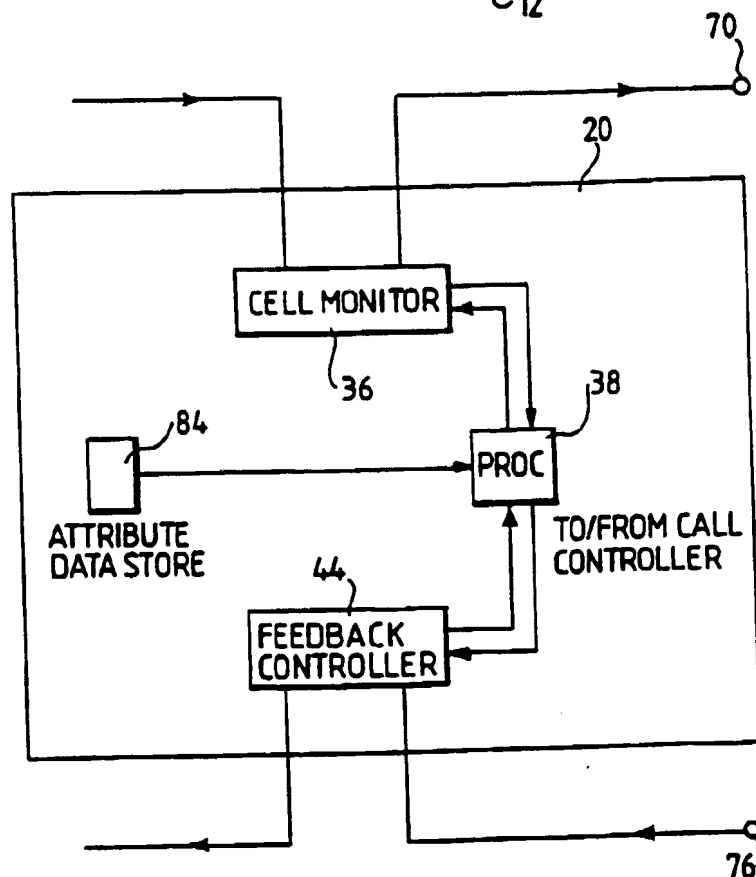 12
70
20
CELL MONITOR
36
38
84
PROC
ATTRIBUTE
DATA STORE
TO/FROM CALL
CONTROLLER
44
FEEDBACK
CONTROLLER
76